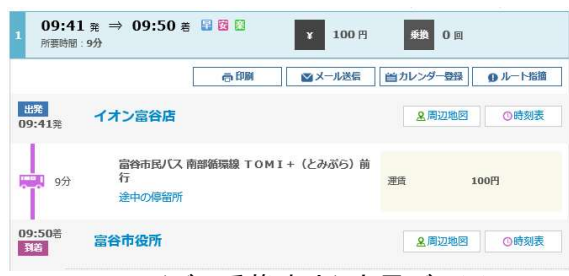 1 09:41 発 ⇒ 09:50 着 早 安 楽 ¥ 100 円 乗換 0 回
所要時間：9分
印刷 メール送信 カレンダー登録 ルート指摘
出発
09:41発 イオン富谷店 周辺地図 時刻表
富谷市民バス 南部循環線 TOMI+（とみぷら）前
9分 行 運賃 100円
途中の停留所
09:50着
到着 富谷市役所 周辺地図 時刻表